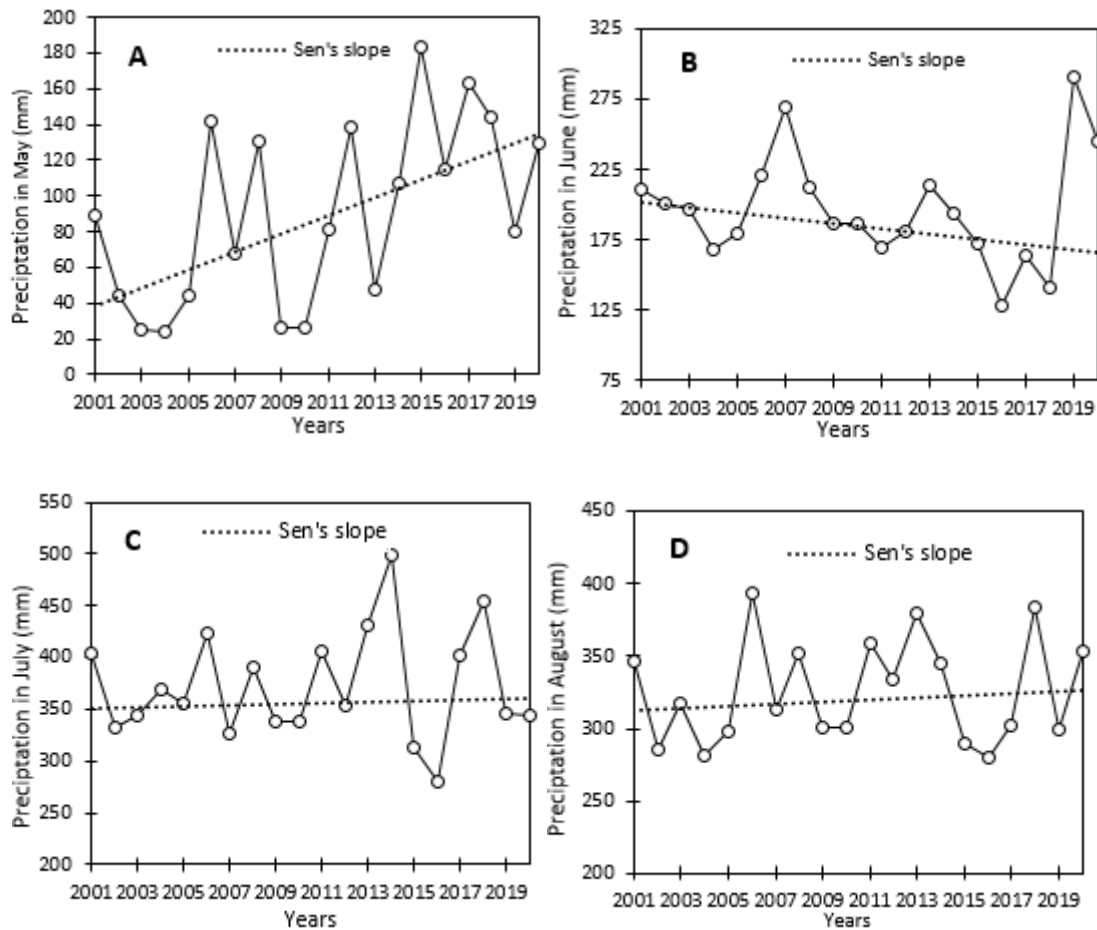 A
Sen's slope
Preciptation in May (mm)
200
180
160
140
120
100
80
60
40
20
0
2001 2003 2005 2007 2009 2011 2013 2015 2017 2019
Years
B
Sen's slope
Preciptation in June (mm)
325
275
225
175
125
75
2001 2003 2005 2007 2009 2011 2013 2015 2017 2019
Years
C
Sen's slope
Preciptation in July (mm)
550
500
450
400
350
300
250
200
2001 2003 2005 2007 2009 2011 2013 2015 2017 2019
Years
D
Sen's slope
Preciptation in August (mm)
450
400
350
300
250
200
2001 2003 2005 2007 2009 2011 2013 2015 2017 2019
Years